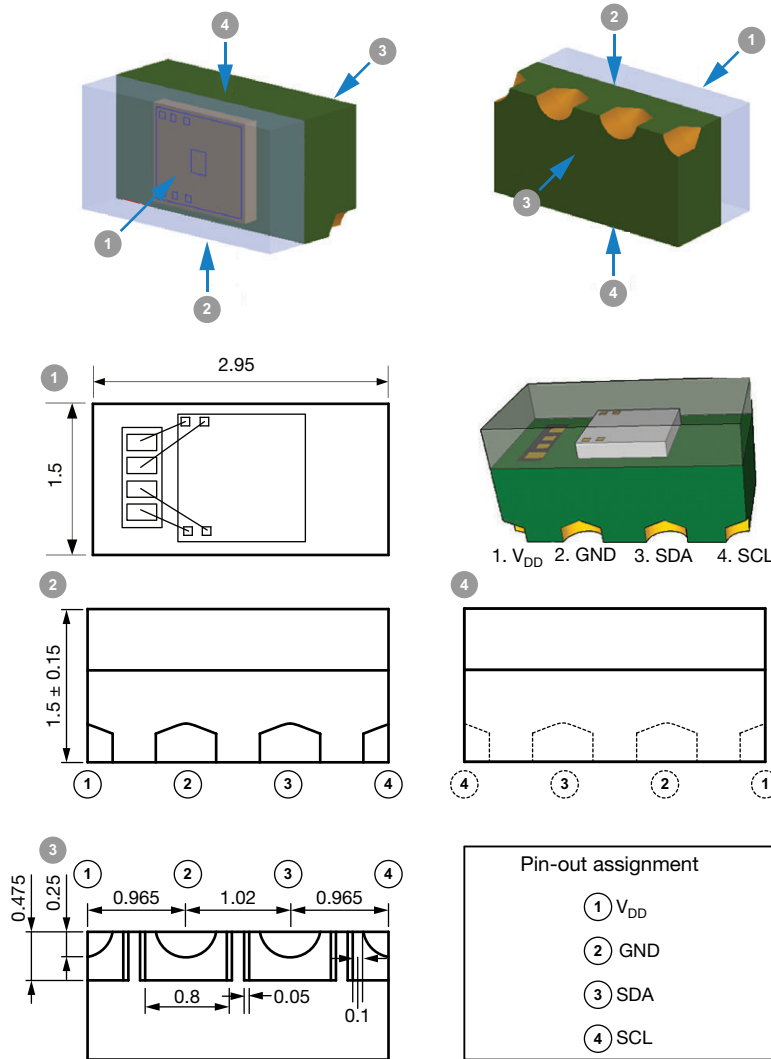 4
3
1
2
2
1
3
4
1
2.95
1.5
1. VDD 2. GND 3. SDA 4. SCL
2
1.5 ± 0.15
1 2 3 4
4
4 3 2 1
3
1 2 3 4
0.965 1.02 0.965
0.475
0.25
0.8 0.05 0.1
Pin-out assignment
1 VDD
2 GND
3 SDA
4 SCL